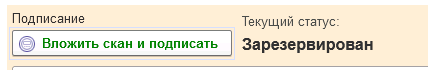 Подписание
Вложить скан и подписать
Текущий статус:
Зарезервирован